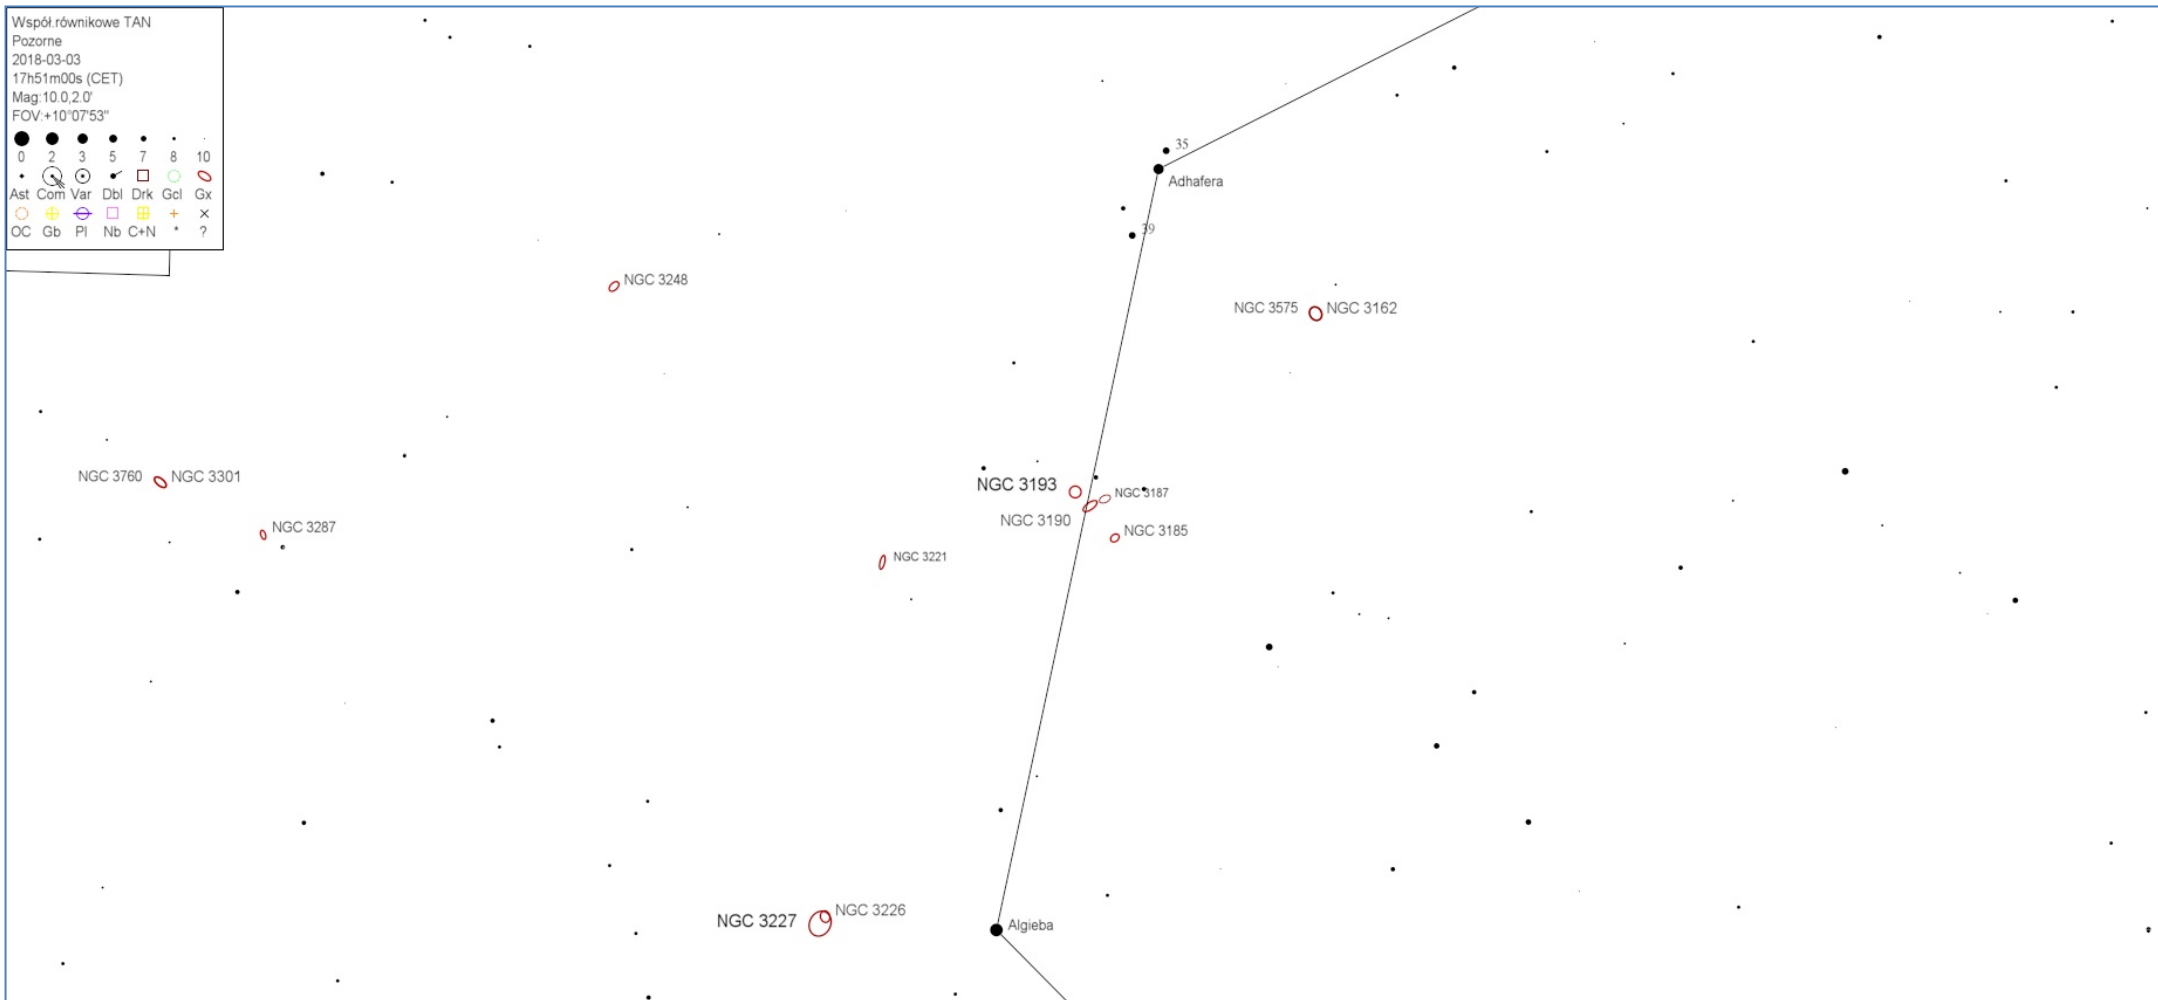 Współ.równikowe TAN
Pozorne
2018-03-03
17h51m00s (CET)
Mag:10.0,2.0'
FOV:+10°07'53"
0 2 3 5 7 8 10
Ast Com Var Dbl Drk Gcl Gx
OC Gb Pl Nb C+N * ?
35
Adhafera
39
NGC 3248
NGC 3575 NGC 3162
NGC 3760 NGC 3301
NGC 3193 NGC 3187
NGC 3190
NGC 3287
NGC 3185
NGC 3221
NGC 3226
NGC 3227
Algieba